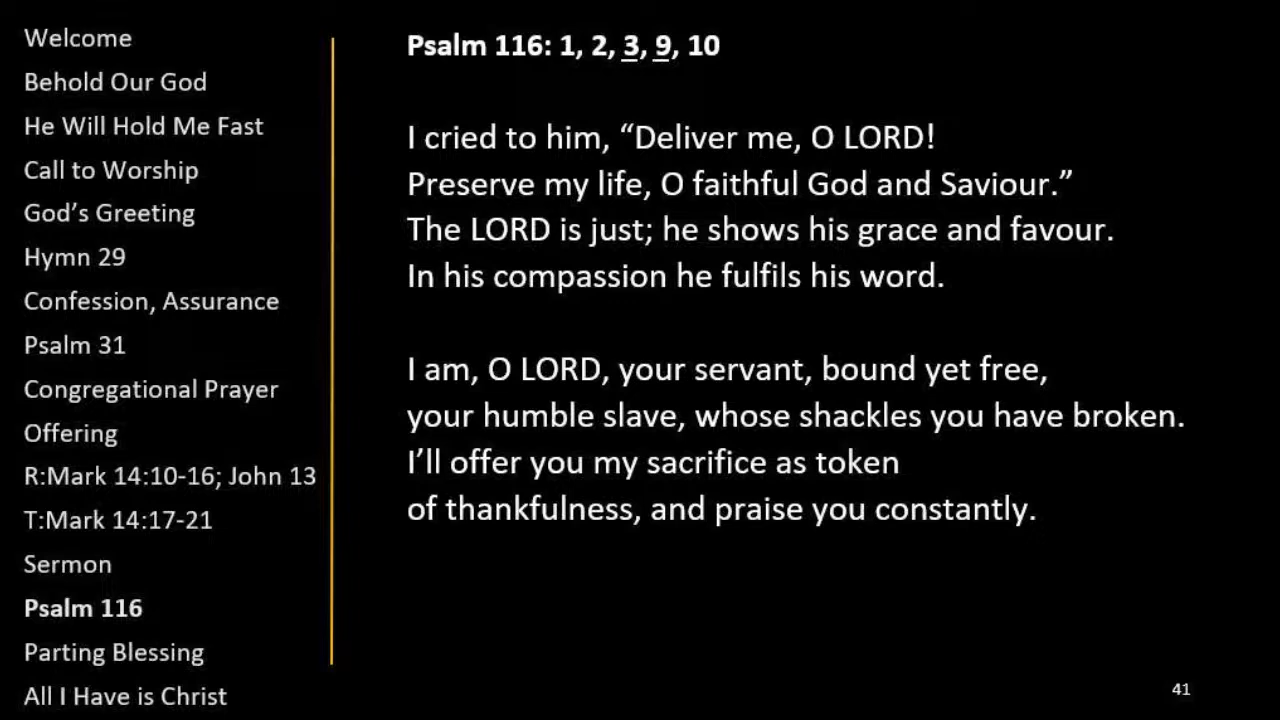 Welcome
Behold Our God
He Will Hold Me Fast
Call to Worship
God’s Greeting
Hymn 29
Confession, Assurance
Psalm 31
Congregational Prayer
Offering
R:Mark 14:10-16; John 13
T:Mark 14:17-21
Sermon
Psalm 116
Parting Blessing
All I Have is Christ
Psalm 116: 1, 2, 3, 9, 10
I cried to him, “Deliver me, O LORD!
Preserve my life, O faithful God and Saviour.”
The LORD is just; he shows his grace and favour.
In his compassion he fulfils his word.
I am, O LORD, your servant, bound yet free,
your humble slave, whose shackles you have broken.
I’ll offer you my sacrifice as token
of thankfulness, and praise you constantly.
41